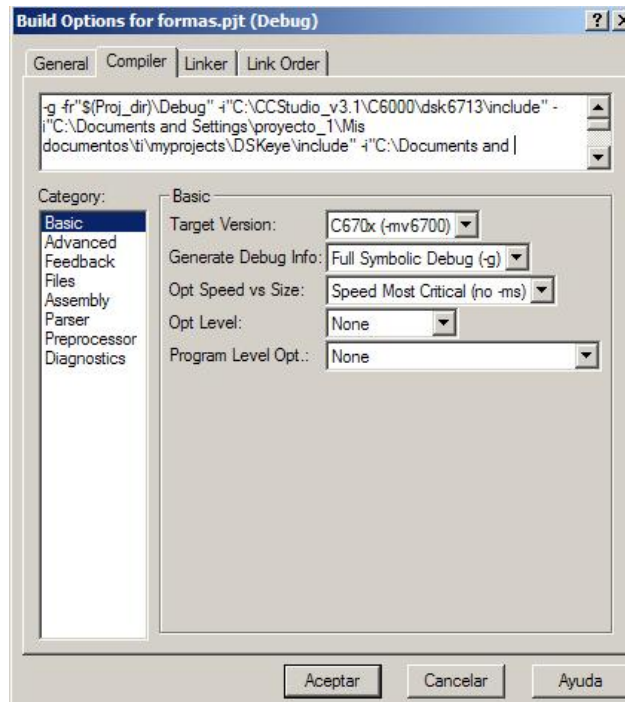 Build Options for formas.pjt (Debug)
General Compiler Linker Link Order
-g -fr"$(Proj_dir)\Debug" -i"C:\CCStudio_v3.1\C6000\dsk6713\include" -
i"C:\Documents and Settings\proyecto_1\Mis
documentos\ti\myprojects\DSKeye\include" -i"C:\Documents and
Category:
Basic
Advanced
Feedback
Files
Assembly
Parser
Preprocessor
Diagnostics
Basic
Target Version: C670x (-mv6700)
Generate Debug Info: Full Symbolic Debug (-g)
Opt Speed vs Size: Speed Most Critical (no -ms)
Opt Level: None
Program Level Opt.: None
Aceptar Cancelar Ayuda